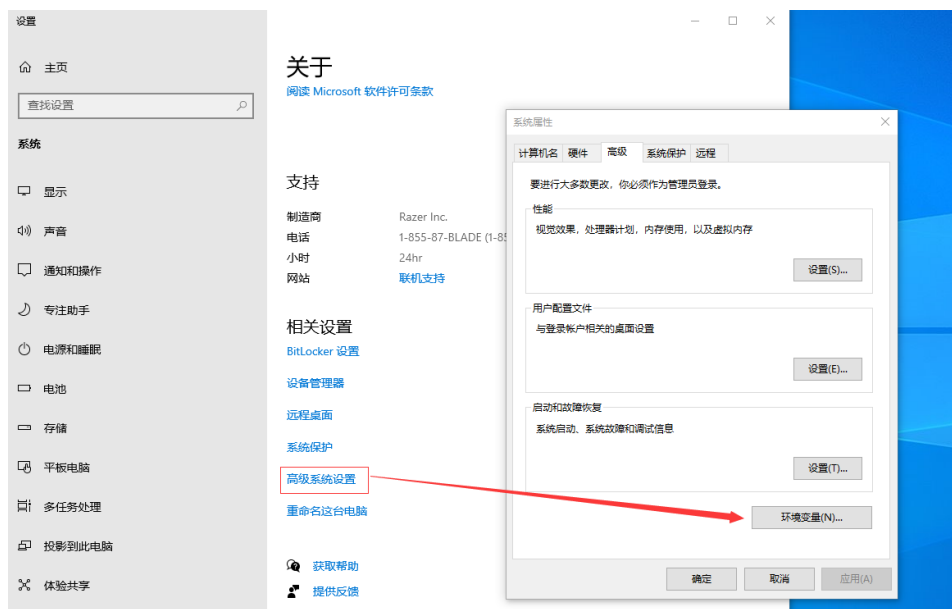 设置
主页
查找设置
系统
显示
声音
通知和操作
专注助手
电源和睡眠
电池
存储
平板电脑
多任务处理
投影到此电脑
体验共享
关于
阅读 Microsoft 软件许可条款
支持
制造商 Razer Inc.
电话 1-855-87-BLADE (1-85
小时 24hr
网站 联机支持
相关设置
BitLocker 设置
设备管理器
远程桌面
系统保护
高级系统设置
重命名这台电脑
获取帮助
提供反馈
系统属性
计算机名 硬件 高级 系统保护 远程
要进行大多数更改，你必须作为管理员登录。
性能
视觉效果，处理器计划，内存使用，以及虚拟内存
设置(S)...
用户配置文件
与登录帐户相关的桌面设置
设置(E)...
启动和故障恢复
系统启动、系统故障和调试信息
设置(T)...
环境变量(N)...
确定 取消 应用(A)